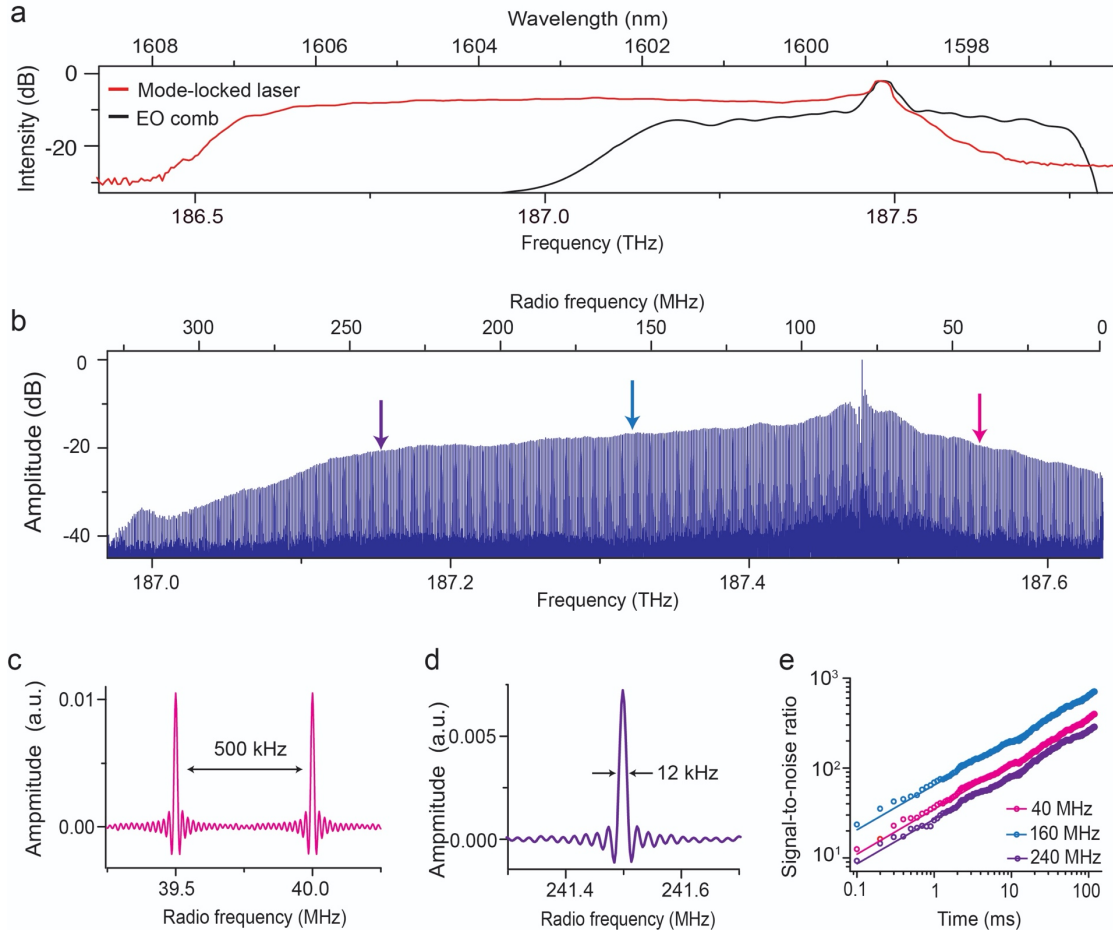 a
Wavelength (nm)
1608 1606 1604 1602 1600 1598
Intensity (dB)
0
-20
Mode-locked laser
EO comb
186.5 187.0 187.5
Frequency (THz)
b
Radio frequency (MHz)
300 250 200 150 100 50 0
Amplitude (dB)
0
-20
-40
187.0 187.2 187.4 187.6
Frequency (THz)
c
Ampmitude (a.u.)
0.01
0.00
500 kHz
39.5 40.0
Radio frequency (MHz)
d
Ampmitude (a.u.)
0.005
0.000
12 kHz
241.4 241.6
Radio frequency (MHz)
e
Signal-to-noise ratio
10³
10²
10¹
40 MHz
160 MHz
240 MHz
0.1 1 10 100
Time (ms)